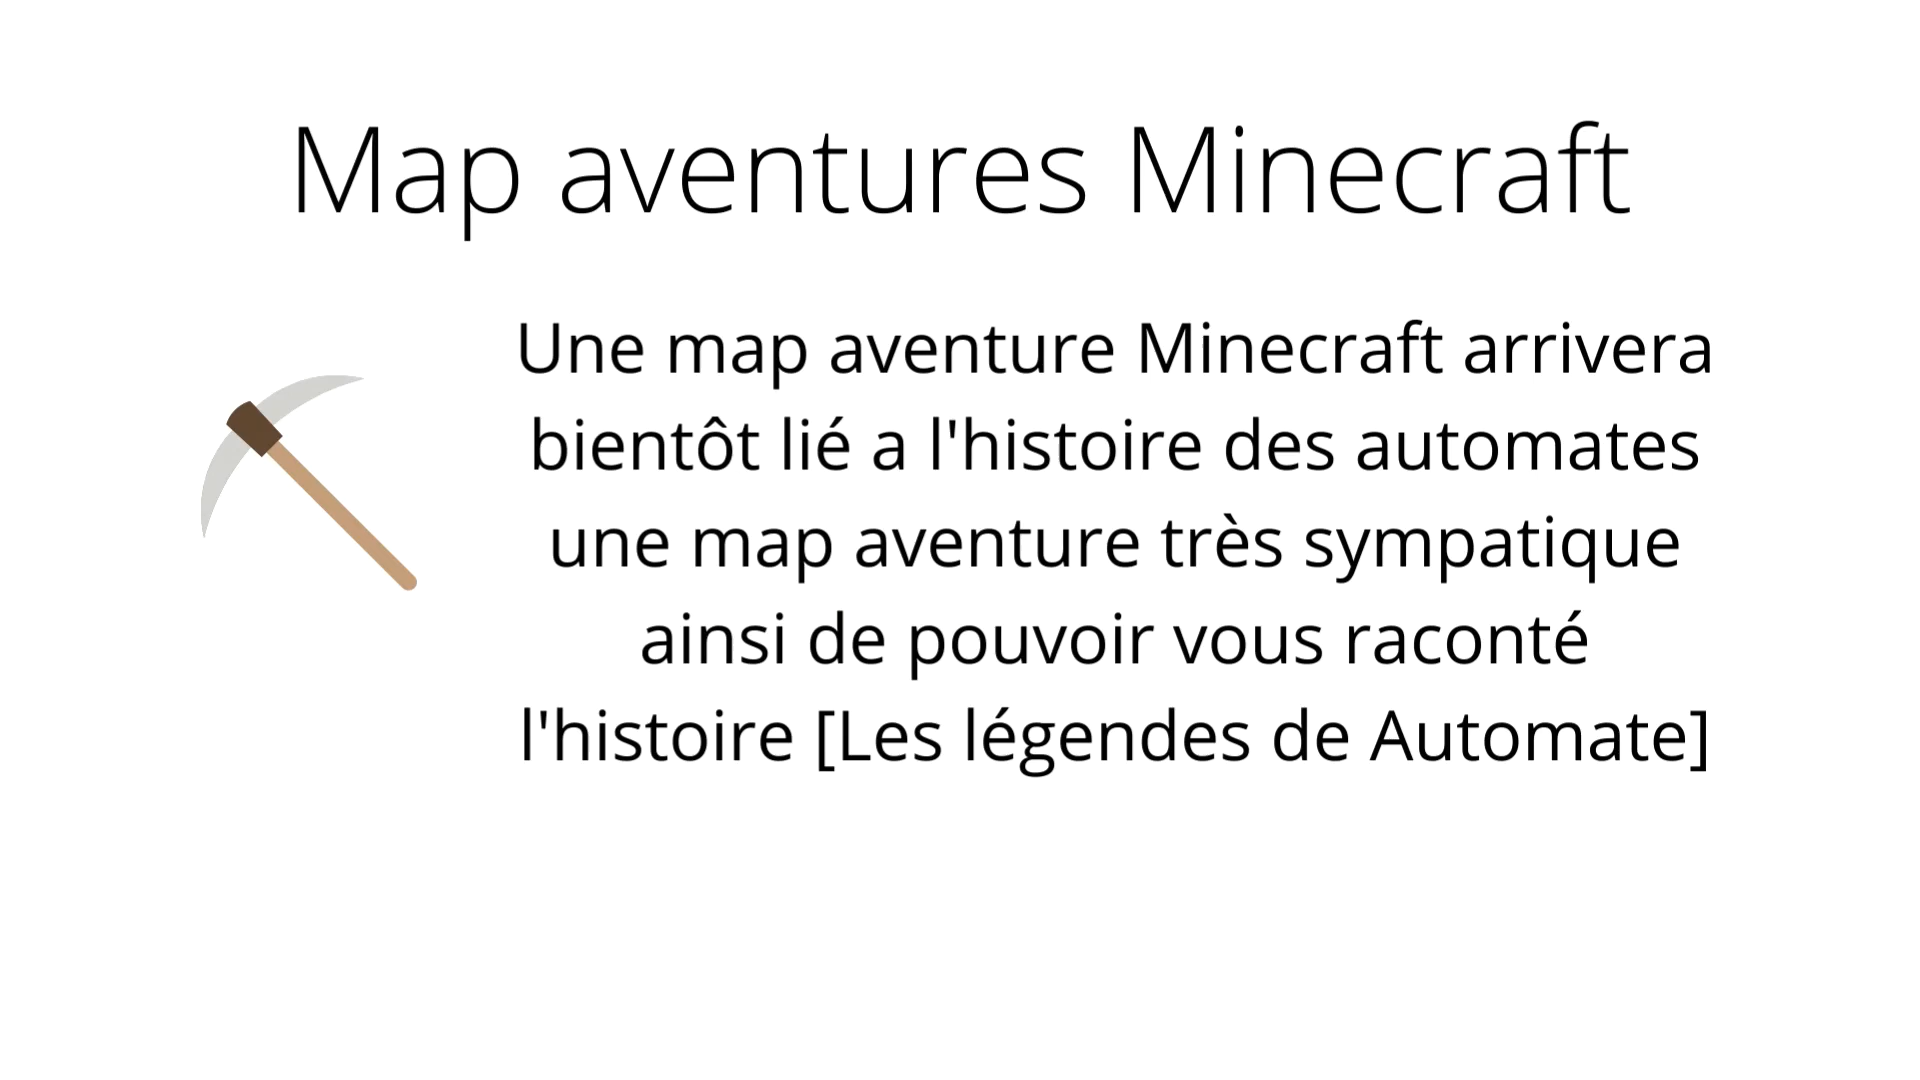 Map aventures Minecraft
Une map aventure Minecraft arrivera
bientôt lié a l'histoire des automates
une map aventure très sympatique
ainsi de pouvoir vous raconté
l'histoire [Les légendes de Automate]